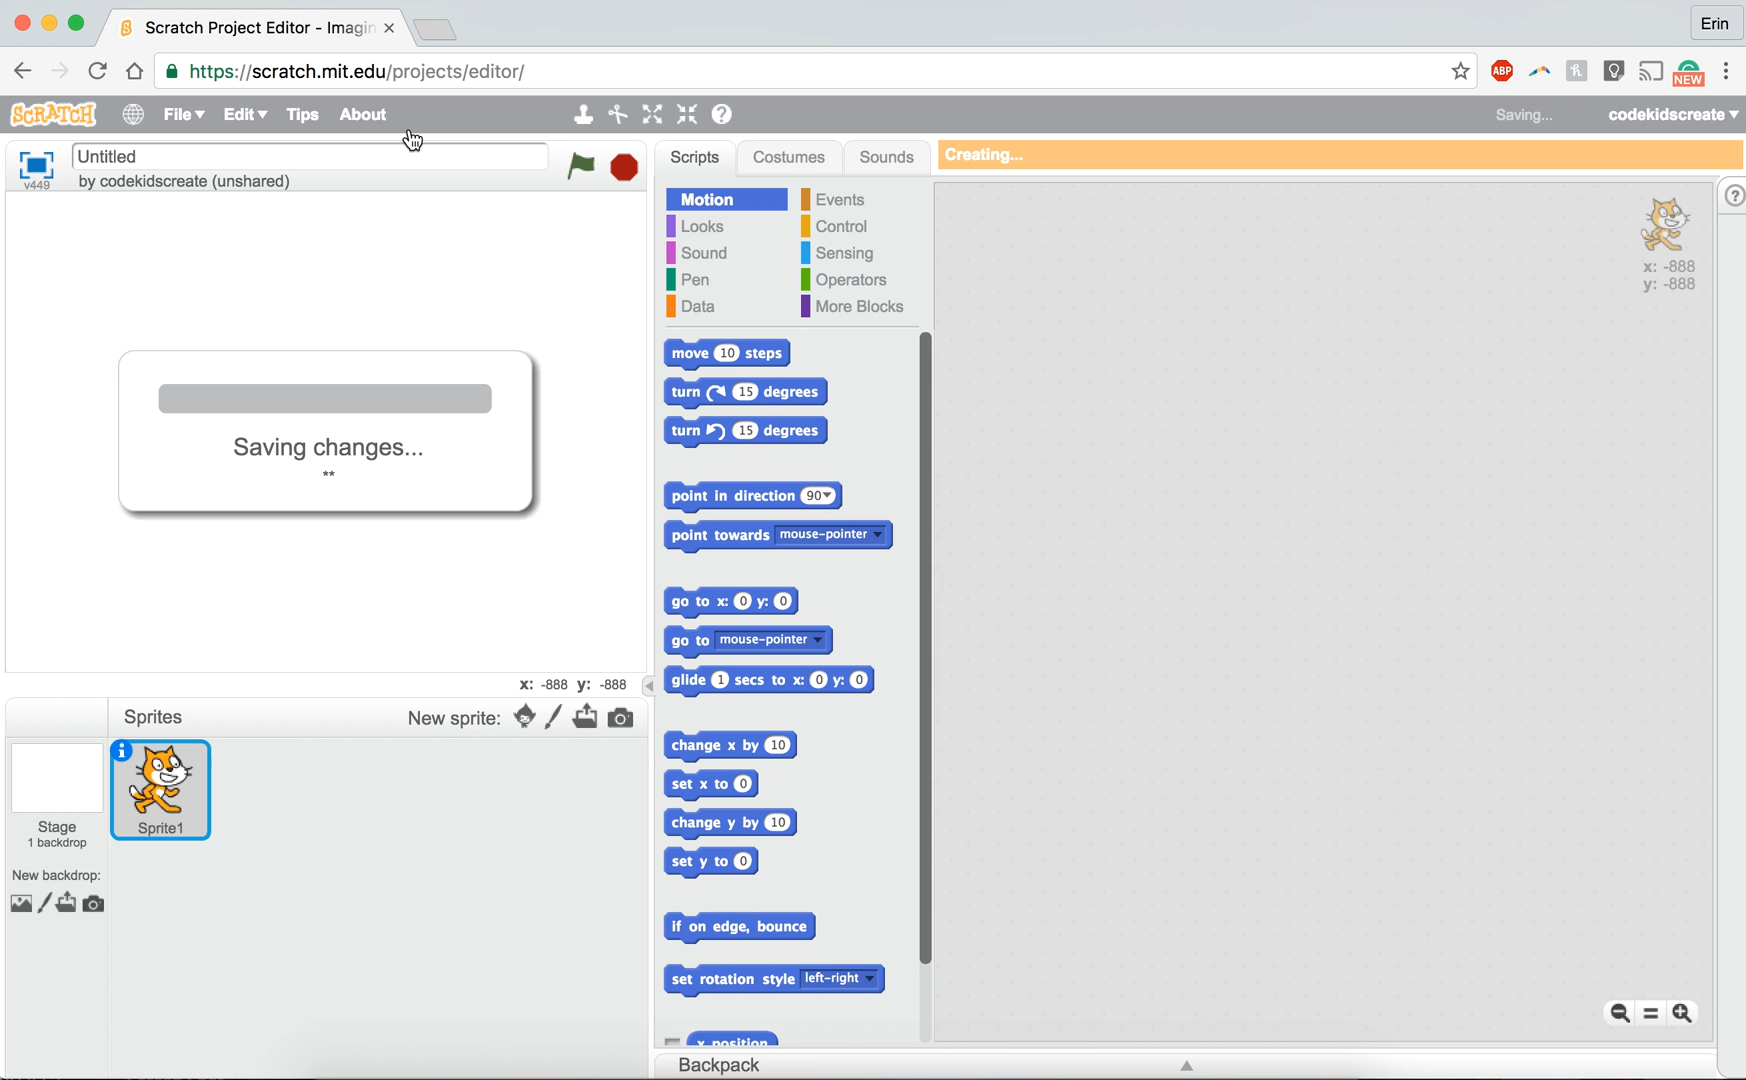 Scratch Project Editor - Imagin
Erin
https://scratch.mit.edu/projects/editor/
ABP
NEW
SCRATCH
File
Edit
Tips
About
Saving...
codekidscreate
v449
Untitled
by codekidscreate (unshared)
Scripts
Costumes
Sounds
Creating...
Motion
Events
Looks
Control
Sound
Sensing
Pen
Operators
Data
More Blocks
x: -888
y: -888
move 10 steps
turn 15 degrees
turn 15 degrees
Saving changes...
**
point in direction 90
point towards mouse-pointer
go to x: 0 y: 0
go to mouse-pointer
glide 1 secs to x: 0 y: 0
x: -888 y: -888
Sprites
New sprite:
change x by 10
set x to 0
change y by 10
set y to 0
Sprite1
Stage
1 backdrop
New backdrop:
if on edge, bounce
set rotation style left-right
x position
Backpack